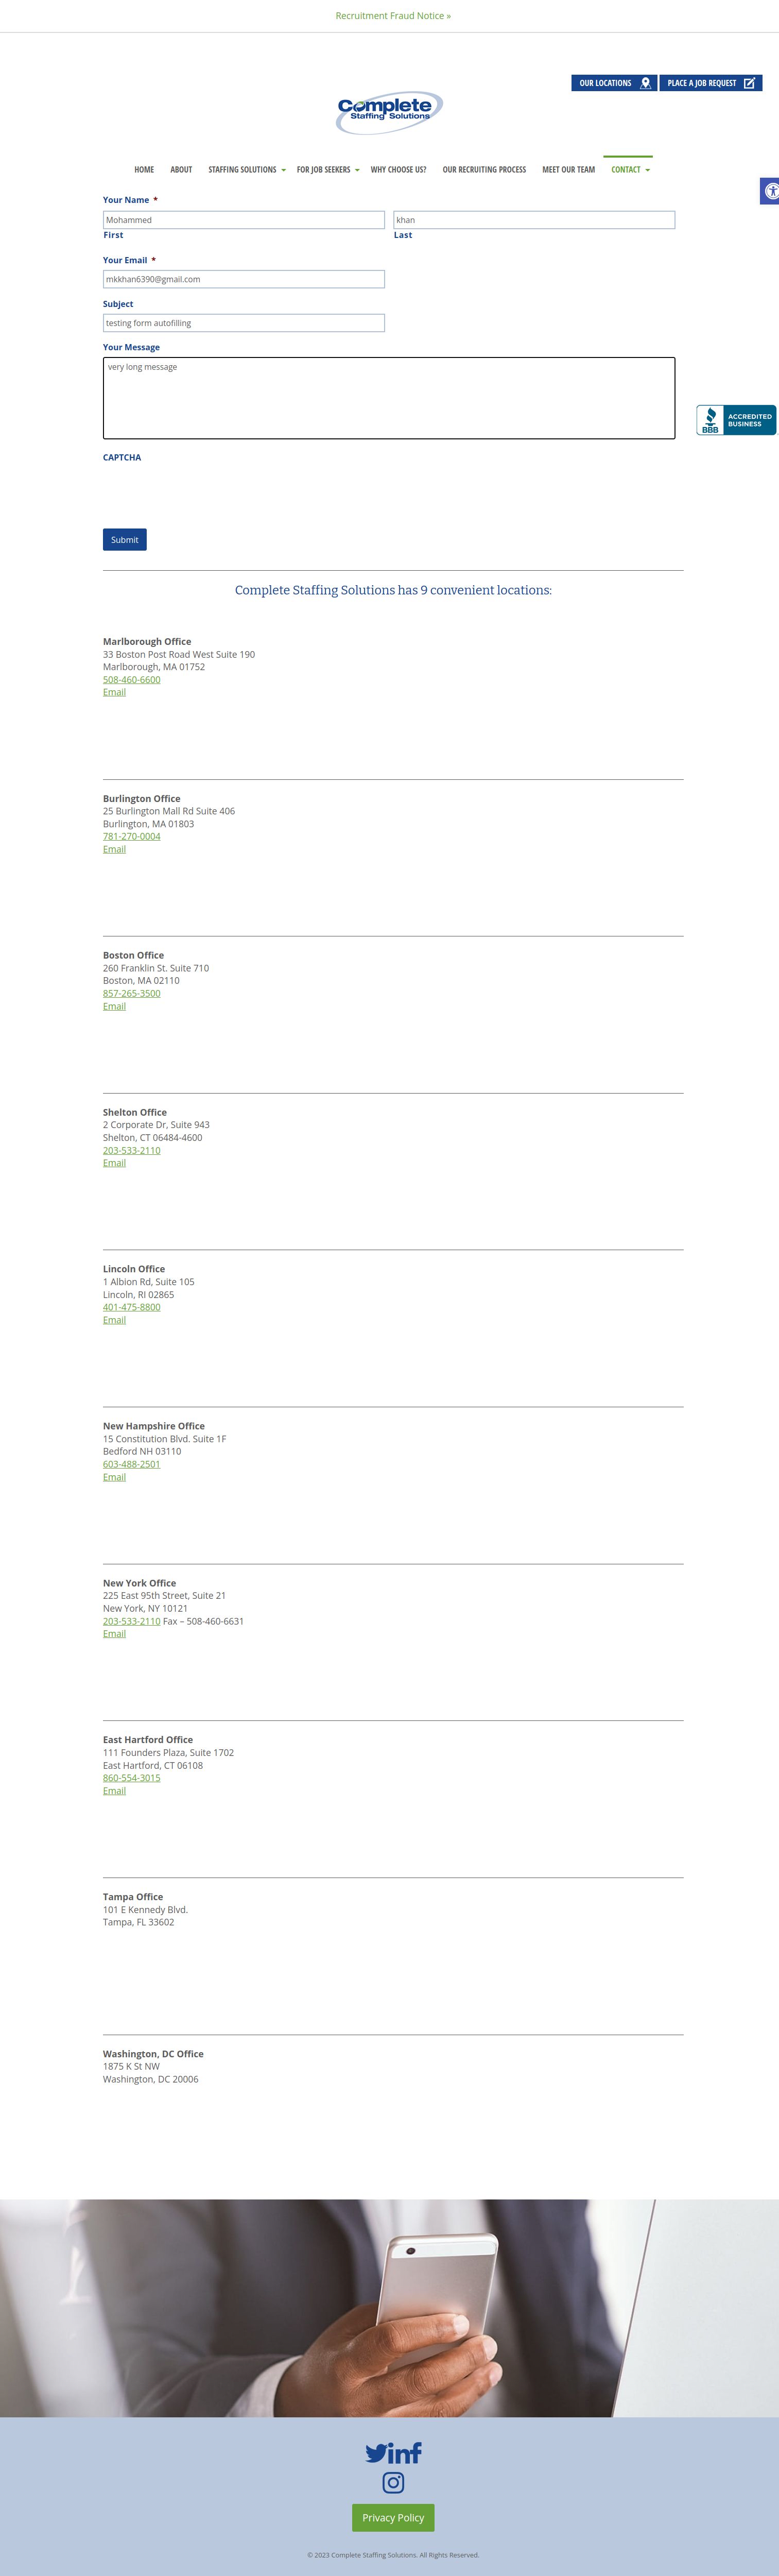 Recruitment Fraud Notice »
OUR LOCATIONS
PLACE A JOB REQUEST
Complete
Staffing Solutions
HOME ABOUT STAFFING SOLUTIONS FOR JOB SEEKERS WHY CHOOSE US? OUR RECRUITING PROCESS MEET OUR TEAM CONTACT
Your Name *
Mohammed
khan
First
Last
Your Email *
mkkhan6390@gmail.com
Subject
testing form autofilling
Your Message
very long message
BBB
ACCREDITED
BUSINESS
CAPTCHA
Submit
Complete Staffing Solutions has 9 convenient locations:
Marlborough Office
33 Boston Post Road West Suite 190
Marlborough, MA 01752
508-460-6600
Email
Burlington Office
25 Burlington Mall Rd Suite 406
Burlington, MA 01803
781-270-0004
Email
Boston Office
260 Franklin St. Suite 710
Boston, MA 02110
857-265-3500
Email
Shelton Office
2 Corporate Dr, Suite 943
Shelton, CT 06484-4600
203-533-2110
Email
Lincoln Office
1 Albion Rd, Suite 105
Lincoln, RI 02865
401-475-8800
Email
New Hampshire Office
15 Constitution Blvd. Suite 1F
Bedford NH 03110
603-488-2501
Email
New York Office
225 East 95th Street, Suite 21
New York, NY 10121
203-533-2110 Fax – 508-460-6631
Email
East Hartford Office
111 Founders Plaza, Suite 1702
East Hartford, CT 06108
860-554-3015
Email
Tampa Office
101 E Kennedy Blvd.
Tampa, FL 33602
Washington, DC Office
1875 K St NW
Washington, DC 20006
Privacy Policy
© 2023 Complete Staffing Solutions. All Rights Reserved.